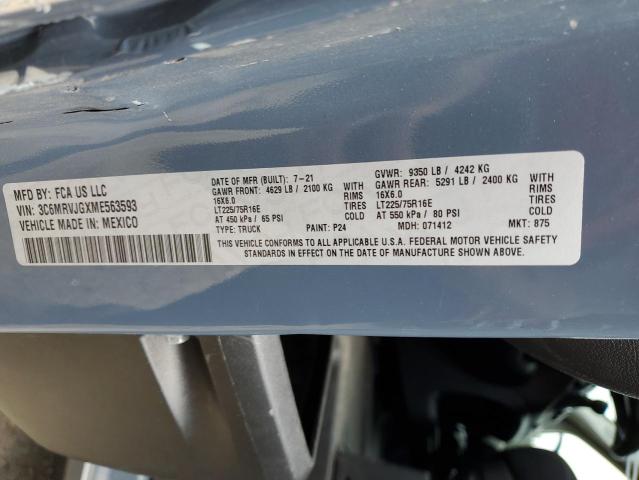 MFD BY: FCA US LLC
VIN: 3C6MRVJGXME563593
VEHICLE MADE IN: MEXICO
DATE OF MFR (BUILT): 7-21
GAWR FRONT: 4629 LB / 2100 KG
16X6.0 WITH RIMS
LT225/75R16E TIRES
AT 450 kPa / 65 PSI COLD
TYPE: TRUCK PAINT: P24
GVWR: 9350 LB / 4242 KG
GAWR REAR: 5291 LB / 2400 KG
16X6.0 WITH RIMS
LT225/75R16E TIRES
AT 550 kPa / 80 PSI COLD
MDH: 071412 MKT: 875
THIS VEHICLE CONFORMS TO ALL APPLICABLE U.S.A. FEDERAL MOTOR VEHICLE SAFETY
STANDARDS IN EFFECT ON THE DATE OF MANUFACTURE SHOWN ABOVE.